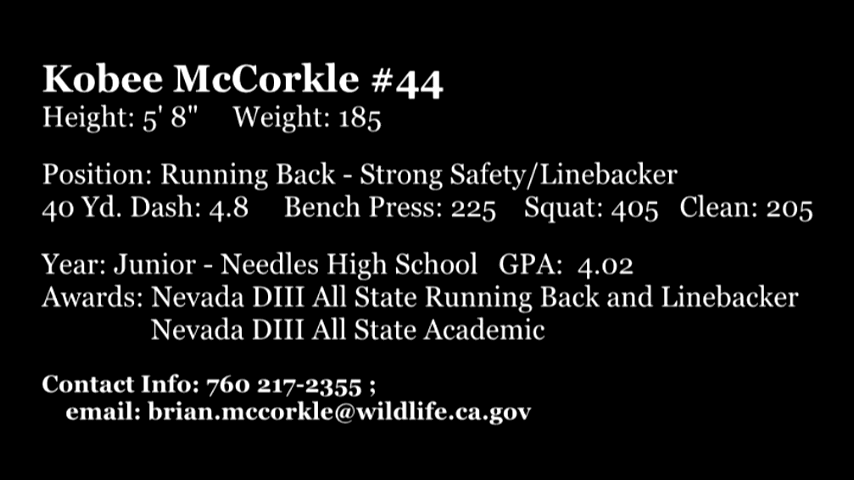 Kobee McCorkle #44
Height: 5' 8" Weight: 185
Position: Running Back - Strong Safety/Linebacker
40 Yd. Dash: 4.8 Bench Press: 225 Squat: 405 Clean: 205
Year: Junior - Needles High School GPA: 4.02
Awards: Nevada DIII All State Running Back and Linebacker
Nevada DIII All State Academic
Contact Info: 760 217-2355 ;
email: brian.mccorkle@wildlife.ca.gov